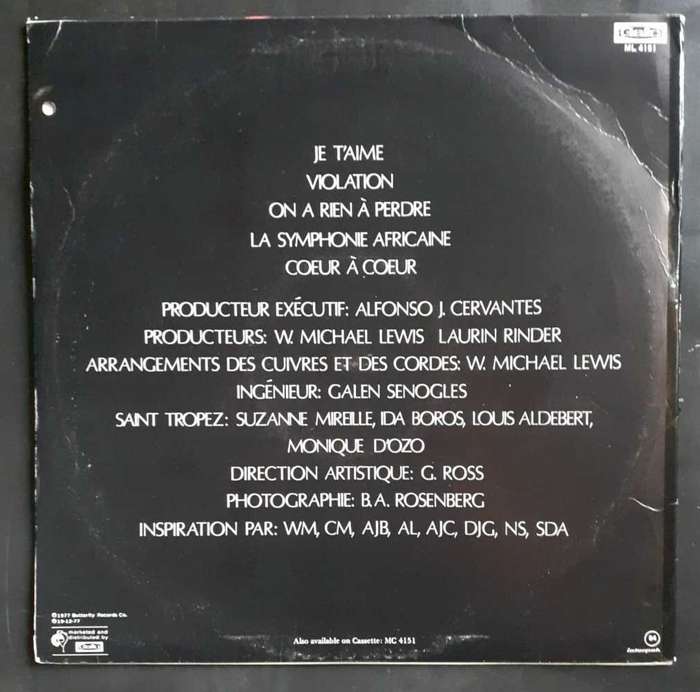 ML 4151
JE T'AIME
VIOLATION
ON A RIEN À PERDRE
LA SYMPHONIE AFRICAINE
COEUR À COEUR
PRODUCTEUR EXÉCUTIF: ALFONSO J. CERVANTES
PRODUCTEURS: W. MICHAEL LEWIS LAURIN RINDER
ARRANGEMENTS DES CUIVRES ET DES CORDES: W. MICHAEL LEWIS
INGÉNIEUR: GALEN SENOGLES
SAINT TROPEZ: SUZANNE MIREILLE, IDA BOROS, LOUIS ALDEBERT,
MONIQUE D'OZO
DIRECTION ARTISTIQUE: G. ROSS
PHOTOGRAPHIE: B.A. ROSENBERG
INSPIRATION PAR: WM, CM, AJB, AL, AJC, DJG, NS, SDA
©1977 Butterfly Records Co.
marketed and
distributed by
Also available on Cassette: MC 4151